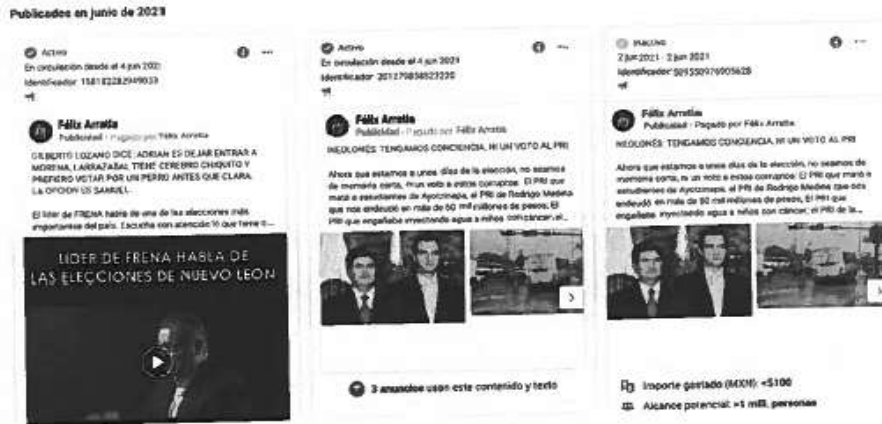 Publicados en junio de 2021
Activo
En circulación desde el 4 jun 2021
Identificador: 158182282949033
Félix Arratia
Publicidad · Pagado por Félix Arratia
GILBERTO LOZANO DICE: ADRIAN ES DEJAR ENTRAR A
MORENA, LARRAZABAL TIENE CEREBRO CHIQUITO Y
PREFIERO VOTAR POR UN PERRO ANTES QUE CLARA.
LA OPCION ES SAMUEL.
El líder de FRENA habla de una de las elecciones más
importantes del país. Escucha con atención lo que tiene o...
LIDER DE FRENA HABLA DE
LAS ELECCIONES DE NUEVO LEON
Activo
En circulación desde el 4 jun 2021
Identificador: 201279858523220
Félix Arratia
Publicidad · Pagado por Félix Arratia
NEOLONÉS: TENGAMOS CONCIENCIA, NI UN VOTO AL PRI
Ahora que estamos a unos días de la elección, no seamos
de memoria corta, ni un voto a estos corruptos: El PRI que mató a
estudiantes de Ayotzinapa, el PRI de Rodrigo Medina
que nos endeudó en más de 60 mil millones de pesos, El
PRI que engañaba inyectando agua a niños con cáncer, el...
3 anuncios usan este contenido y texto
Inactivo
2 jun 2021 - 2 jun 2021
Identificador: 509550976905628
Félix Arratia
Publicidad · Pagado por Félix Arratia
NEOLONÉS: TENGAMOS CONCIENCIA, NI UN VOTO AL PRI
Ahora que estamos a unos días de la elección, no seamos de
memoria corta, ni un voto a estos corruptos: El PRI que mató a
estudiantes de Ayotzinapa, el PRI de Rodrigo Medina que nos
endeudó en más de 60 mil millones de pesos, El PRI que
engañaba inyectando agua a niños con cáncer, el PRI de la...
Importe gastado (MXN): <$100
Alcance potencial: >1 mill. personas